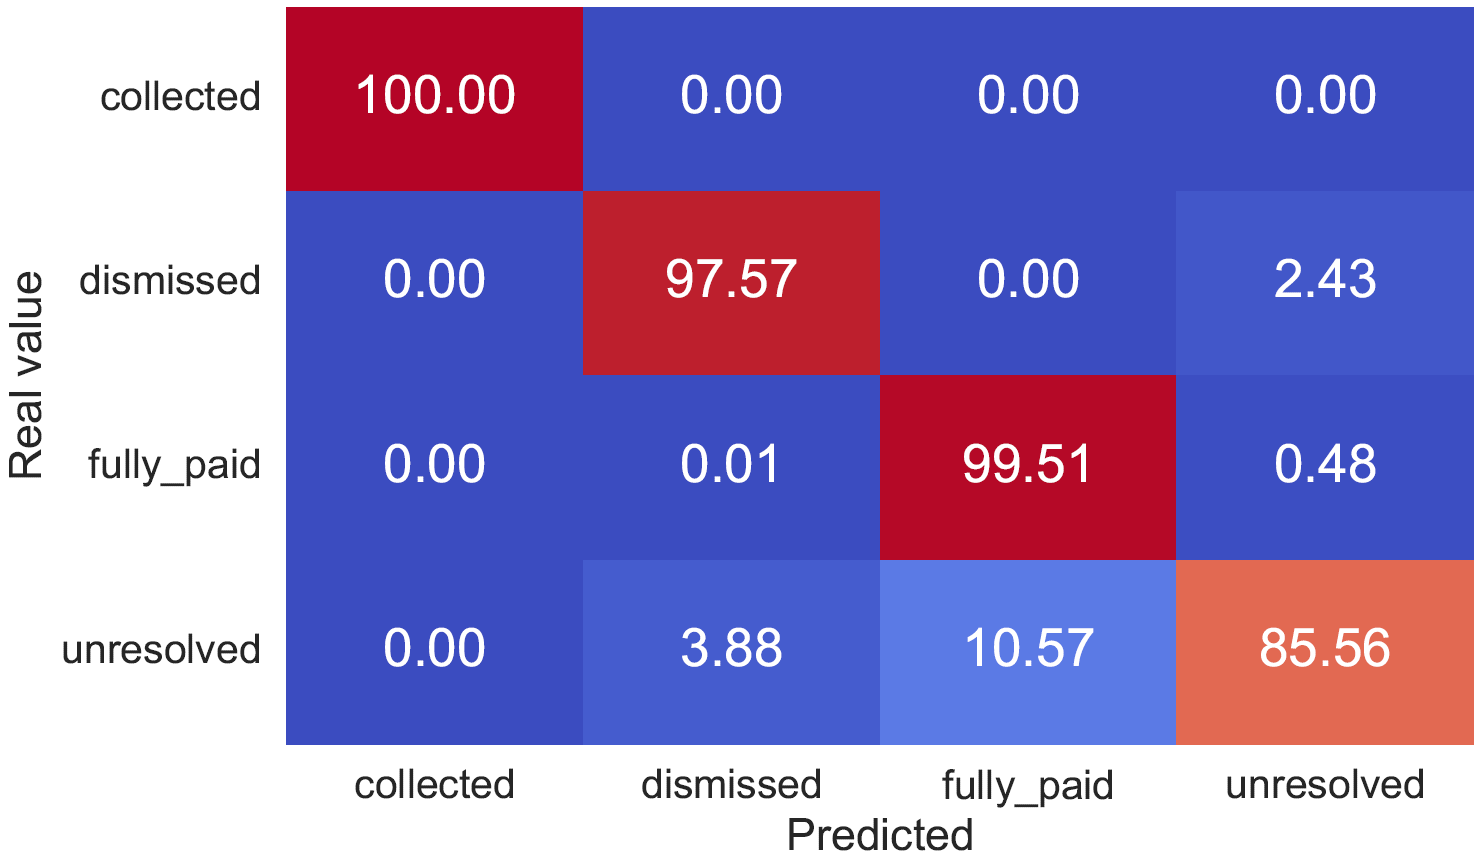 collected 100.00 0.00 0.00 0.00
dismissed 0.00 97.57 0.00 2.43
fully_paid 0.00 0.01 99.51 0.48
unresolved 0.00 3.88 10.57 85.56
Real value
collected dismissed fully_paid unresolved
Predicted